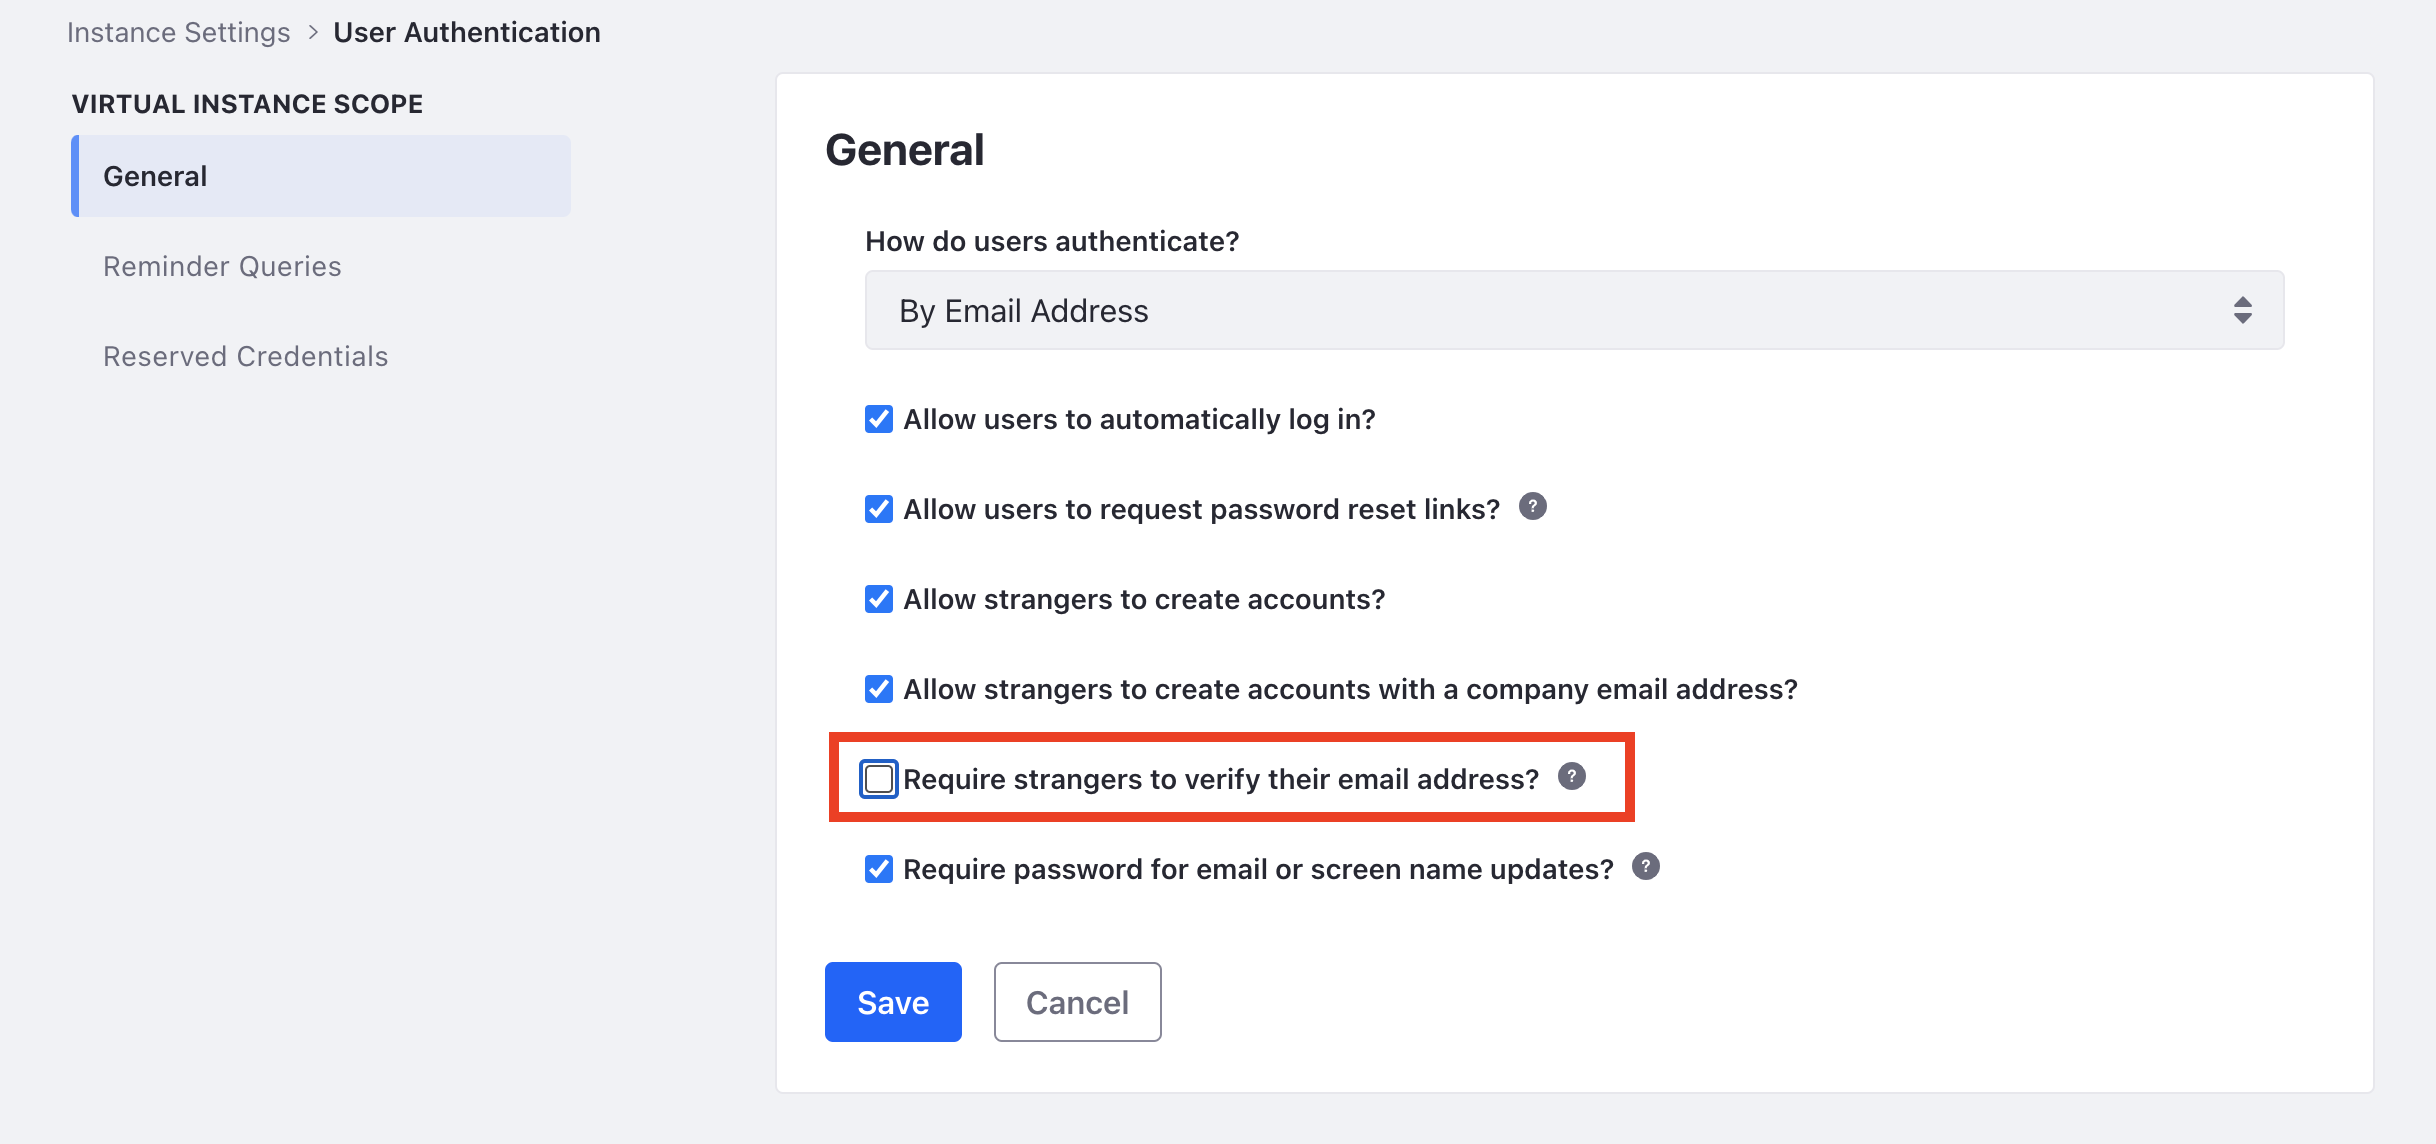 Instance Settings > User Authentication
VIRTUAL INSTANCE SCOPE
General
Reminder Queries
Reserved Credentials
General
How do users authenticate?
By Email Address
Allow users to automatically log in?
Allow users to request password reset links? ?
Allow strangers to create accounts?
Allow strangers to create accounts with a company email address?
Require strangers to verify their email address? ?
Require password for email or screen name updates? ?
Save Cancel